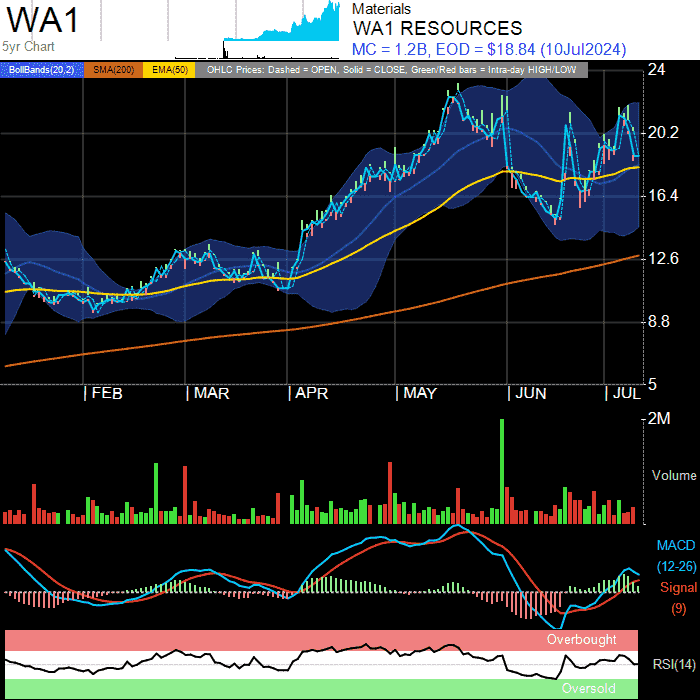 WA1
5yr Chart
Materials
WA1 RESOURCES
MC = 1.2B, EOD = $18.84 (10Jul2024)
BollBands(20,2) SMA(200) EMA(50) OHLC Prices: Dashed = OPEN, Solid = CLOSE, Green/Red bars = Intra-day HIGH/LOW
24
20.2
16.4
12.6
8.8
5
| FEB | MAR | APR | MAY | JUN | JUL
2M
Volume
MACD
(12-26)
Signal
(9)
Overbought
RSI(14)
Oversold